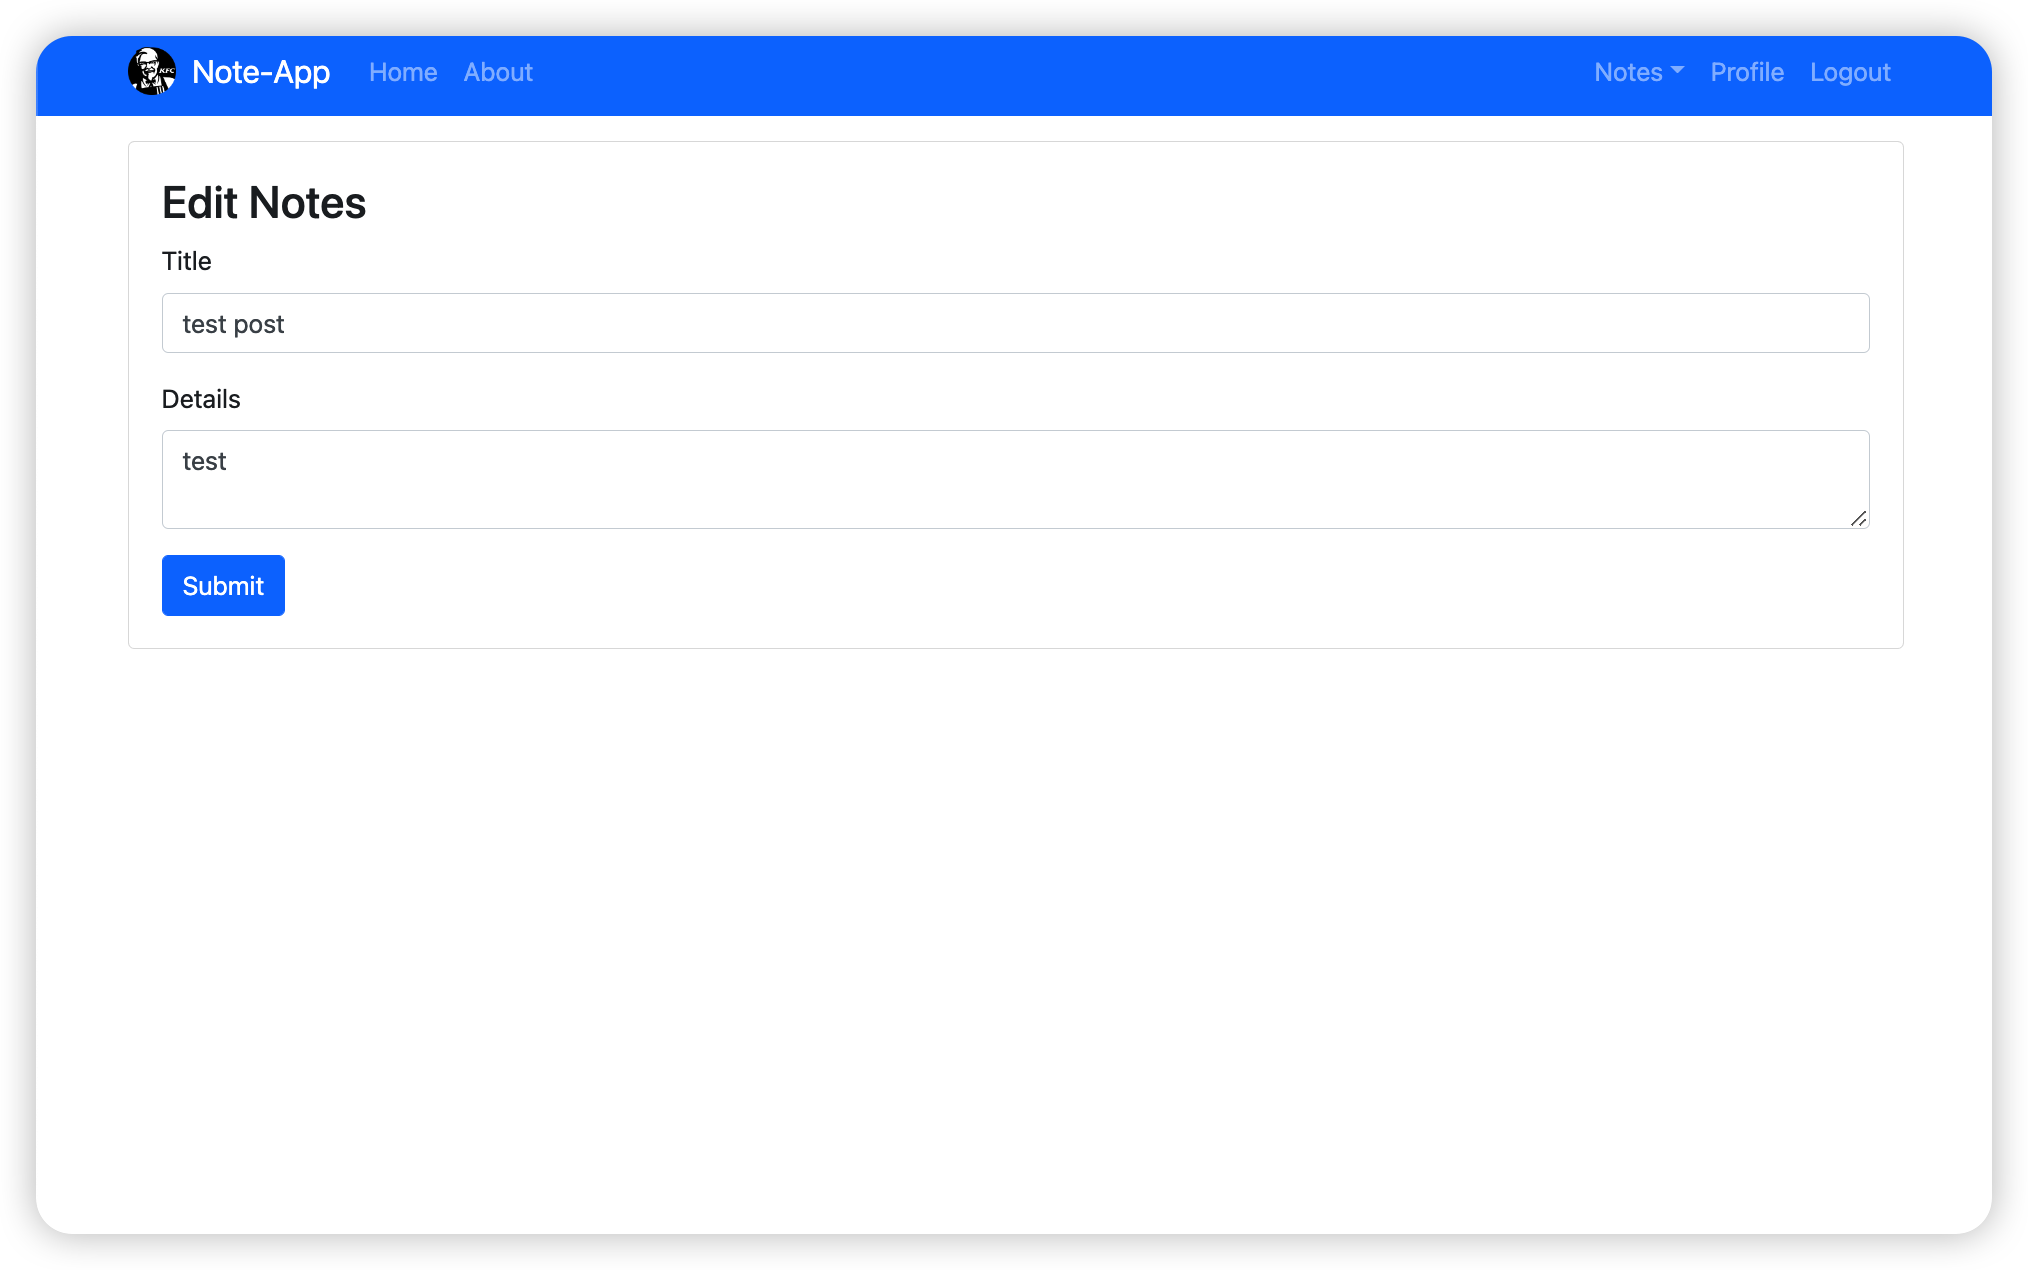 KFC
Note-App Home About Notes Profile Logout
Edit Notes
Title
test post
Details
test
Submit